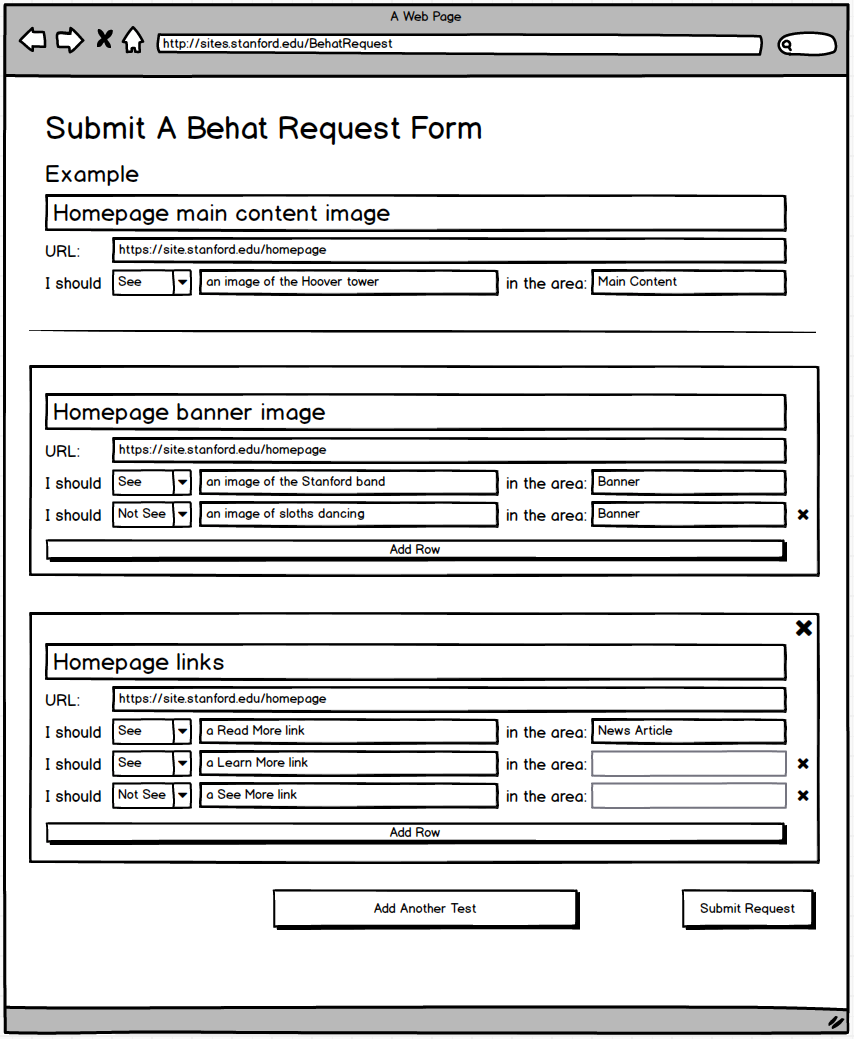 A Web Page
http://sites.stanford.edu/BehatRequest
Submit A Behat Request Form
Example
Homepage main content image
URL: https://site.stanford.edu/homepage
I should See an image of the Hoover tower in the area: Main Content
Homepage banner image
URL: https://site.stanford.edu/homepage
I should See an image of the Stanford band in the area: Banner
I should Not See an image of sloths dancing in the area: Banner
Add Row
Homepage links
URL: https://site.stanford.edu/homepage
I should See a Read More link in the area: News Article
I should See a Learn More link in the area:
I should Not See a See More link in the area:
Add Row
Add Another Test Submit Request